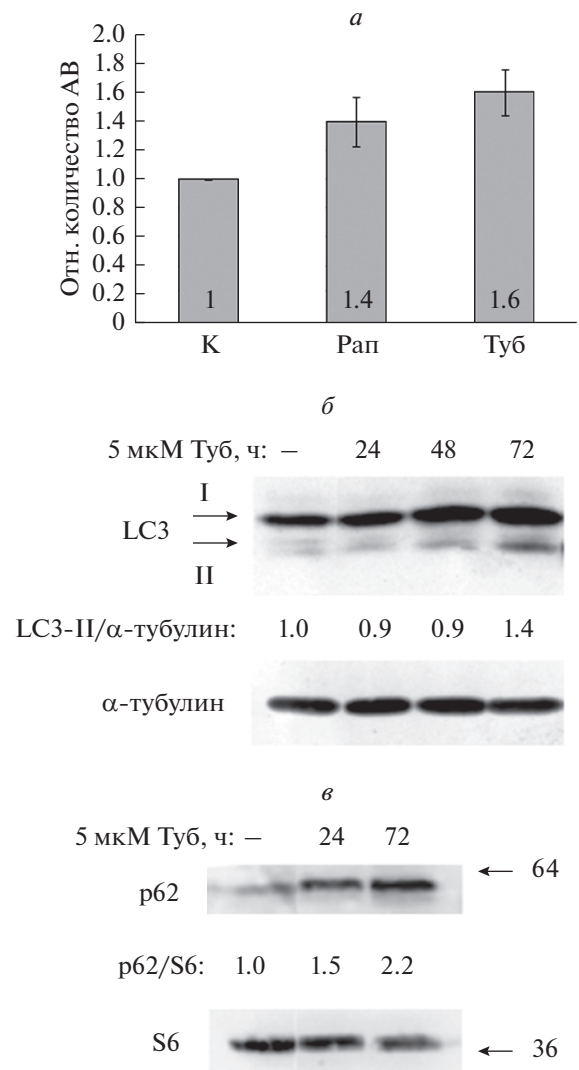 а
Отн. количество АВ
2.0
1.8
1.6
1.4
1.2
1.0
0.8
0.6
0.4
0.2
0
1 1.4 1.6
К Рап Туб
б
5 мкМ Туб, ч: – 24 48 72
I
LC3
II
LC3-II/α-тубулин: 1.0 0.9 0.9 1.4
α-тубулин
в
5 мкМ Туб, ч: – 24 72
64
p62
p62/S6: 1.0 1.5 2.2
S6
36